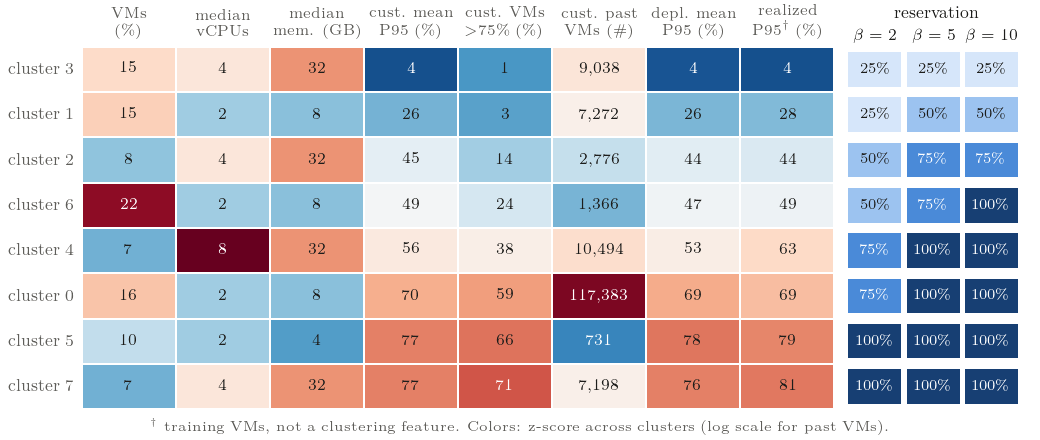 VMs (%) median vCPUs median mem. (GB) cust. mean P95 (%) cust. VMs >75% (%) cust. past VMs (#) depl. mean P95 (%) realized P95† (%) reservation
β = 2 β = 5 β = 10
cluster 3 15 4 32 4 1 9,038 4 4 25% 25% 25%
cluster 1 15 2 8 26 3 7,272 26 28 25% 50% 50%
cluster 2 8 4 32 45 14 2,776 44 44 50% 75% 75%
cluster 6 22 2 8 49 24 1,366 47 49 50% 75% 100%
cluster 4 7 8 32 56 38 10,494 53 63 75% 100% 100%
cluster 0 16 2 8 70 59 117,383 69 69 75% 100% 100%
cluster 5 10 2 4 77 66 731 78 79 100% 100% 100%
cluster 7 7 4 32 77 71 7,198 76 81 100% 100% 100%
† training VMs, not a clustering feature. Colors: z-score across clusters (log scale for past VMs).